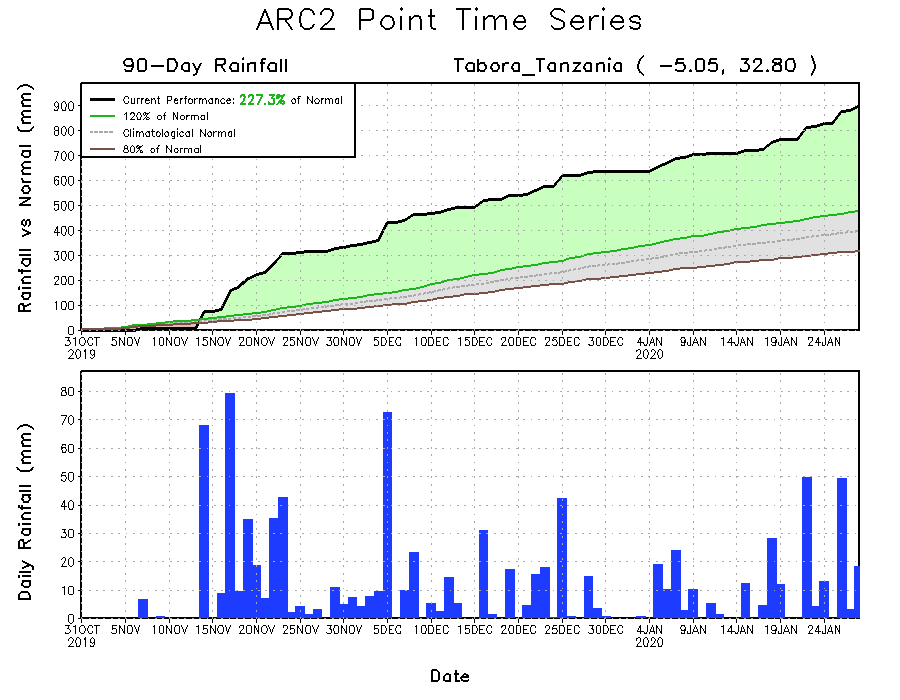 ARC2 Point Time Series
90-Day Rainfall
Tabora_Tanzania ( -5.05, 32.80 )
Rainfall vs Normal (mm)
Current Performance: 227.3% of Normal
120% of Normal
Climatological Normal
80% of Normal
900
800
700
600
500
400
300
200
100
0
31OCT 5NOV 10NOV 15NOV 20NOV 25NOV 30NOV 5DEC 10DEC 15DEC 20DEC 25DEC 30DEC 4JAN 9JAN 14JAN 19JAN 24JAN
2019 2020
Daily Rainfall (mm)
80
70
60
50
40
30
20
10
0
31OCT 5NOV 10NOV 15NOV 20NOV 25NOV 30NOV 5DEC 10DEC 15DEC 20DEC 25DEC 30DEC 4JAN 9JAN 14JAN 19JAN 24JAN
2019 2020
Date